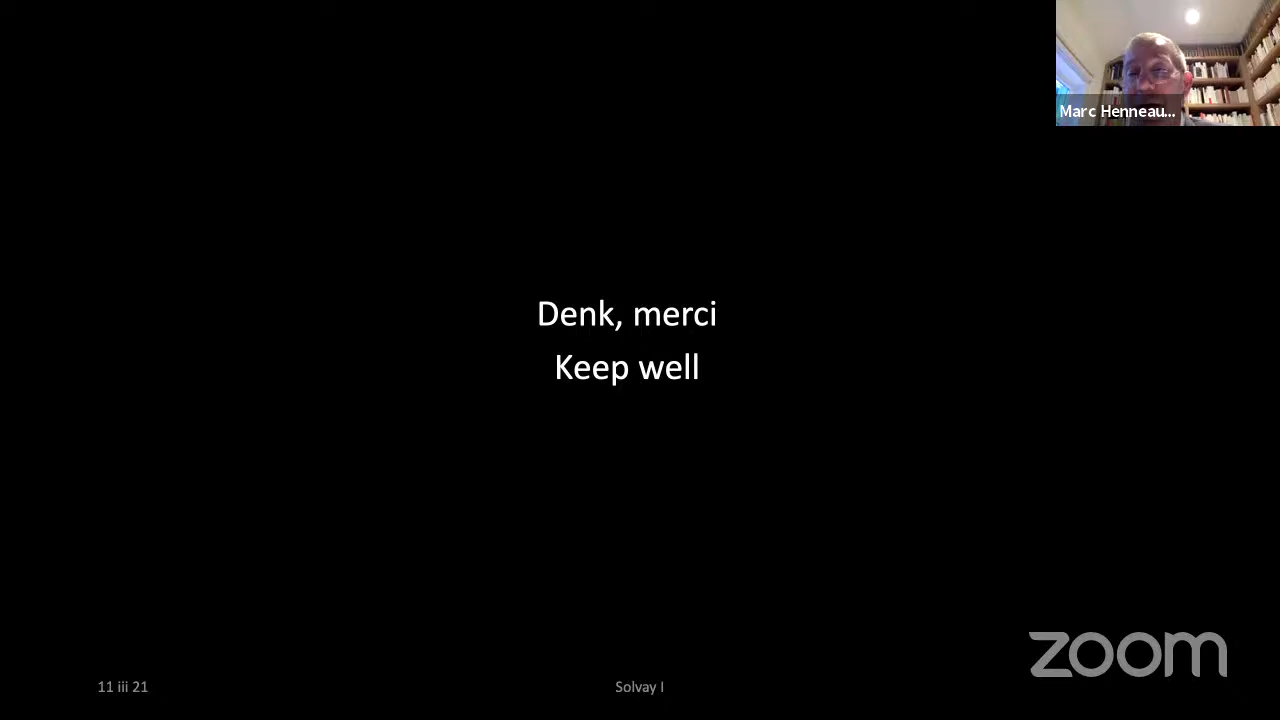 Marc Henneau...
Denk, merci
Keep well
zoom
11 iii 21
Solvay I